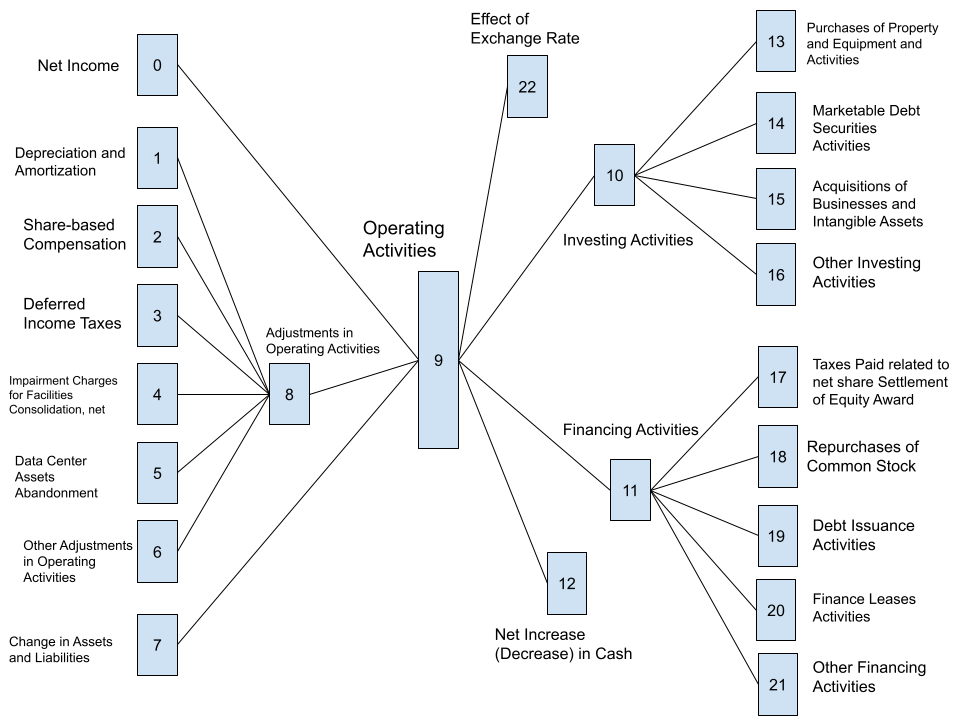 Net Income
0
Depreciation and
Amortization
1
Share-based
Compensation
2
Deferred
Income Taxes
3
Impairment Charges
for Facilities
Consolidation, net
4
Data Center
Assets
Abandonment
5
Other Adjustments
in Operating
Activities
6
Change in Assets
and Liabilities
7
Adjustments in
Operating Activities
8
Operating
Activities
9
Effect of
Exchange Rate
22
10
Investing Activities
Financing Activities
11
12
Net Increase
(Decrease) in Cash
13
Purchases of Property
and Equipment and
Activities
14
Marketable Debt
Securities
Activities
15
Acquisitions of
Businesses and
Intangible Assets
16
Other Investing
Activities
17
Taxes Paid related to
net share Settlement
of Equity Award
18
Repurchases of
Common Stock
19
Debt Issuance
Activities
20
Finance Leases
Activities
21
Other Financing
Activities